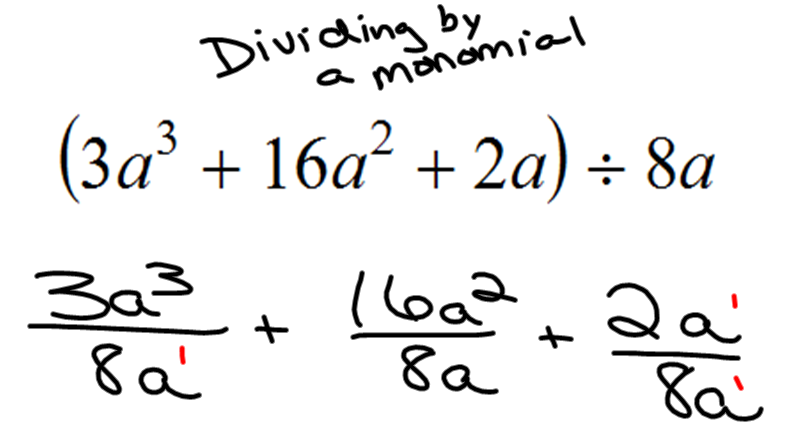 Dividing by
a monomial
(3a³ + 16a² + 2a) ÷ 8a
3a³/8a¹ + 16a²/8a + 2a¹/8a¹